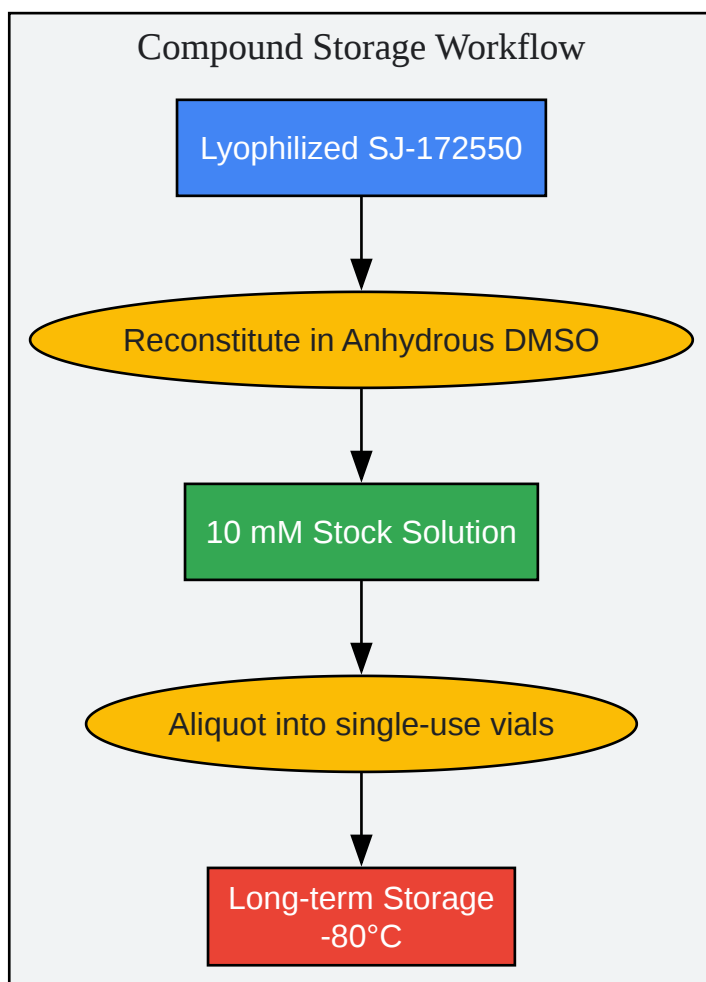 Compound Storage Workflow
Lyophilized SJ-172550
Reconstitute in Anhydrous DMSO
10 mM Stock Solution
Aliquot into single-use vials
Long-term Storage
-80°C